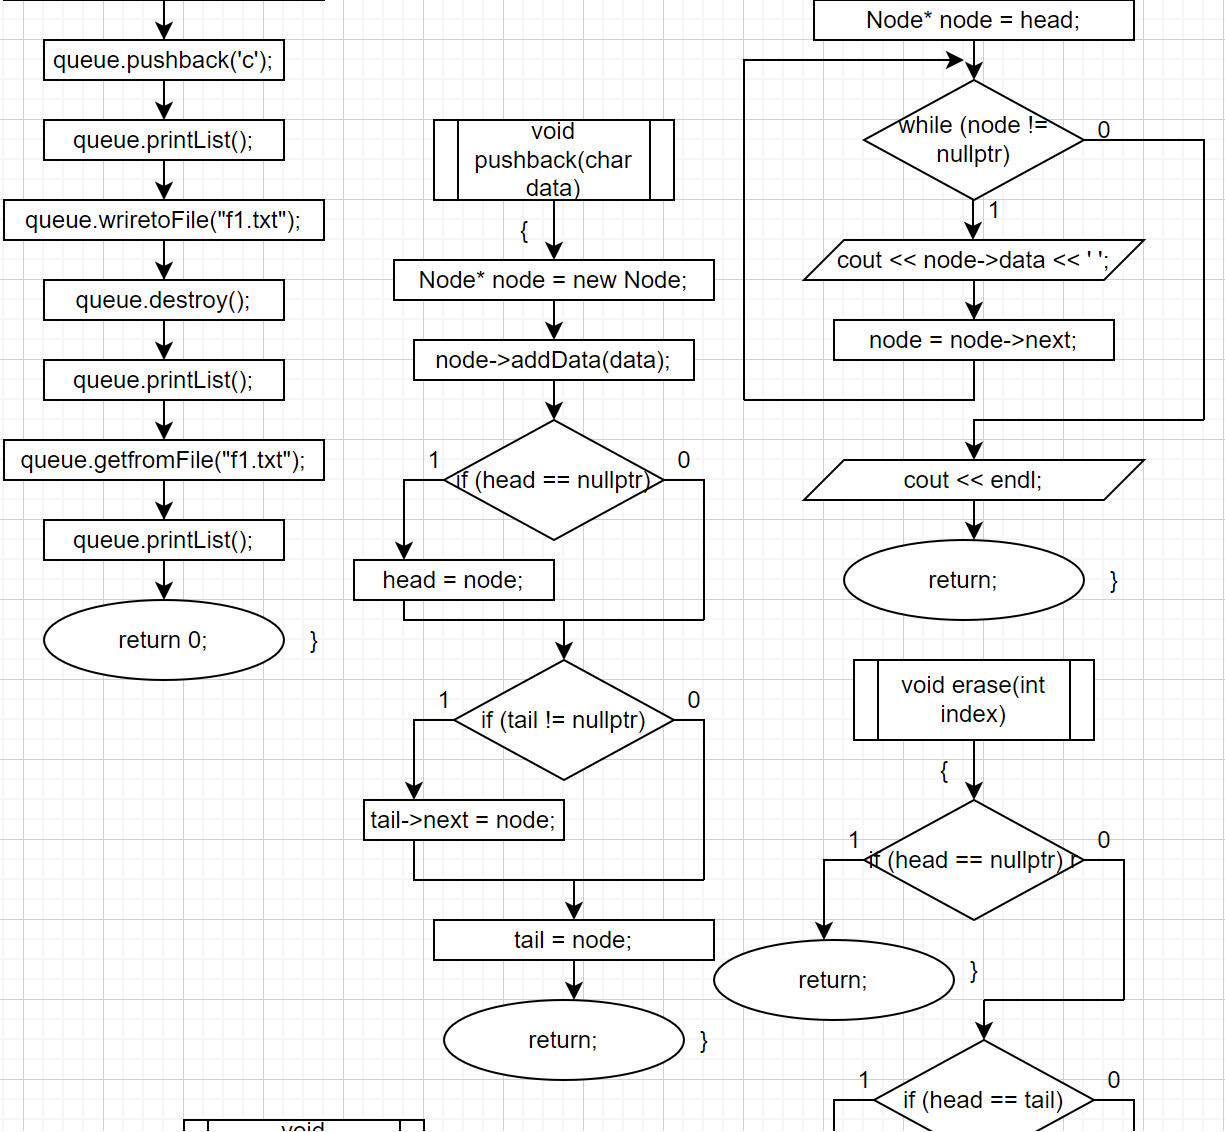 queue.pushback('c');
queue.printList();
queue.wriretoFile("f1.txt");
queue.destroy();
queue.printList();
queue.getfromFile("f1.txt");
queue.printList();
return 0;
}
void
pushback(char
data)
{
Node* node = new Node;
node->addData(data);
1
0
if (head == nullptr)
head = node;
1
0
if (tail != nullptr)
tail->next = node;
tail = node;
return;
}
void
Node* node = head;
while (node !=
nullptr)
0
1
cout << node->data << ' ';
node = node->next;
cout << endl;
return;
}
void erase(int
index)
{
1
0
if (head == nullptr) r
return;
}
1
0
if (head == tail)